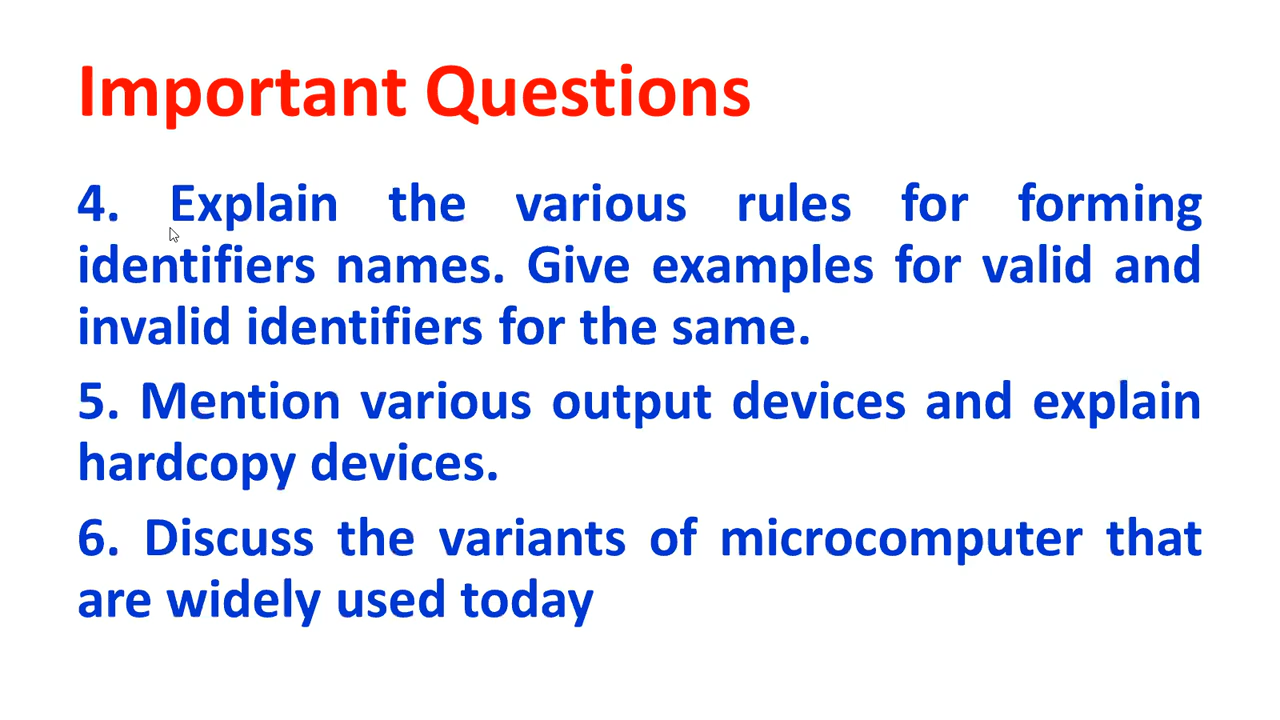 Important Questions
4. Explain the various rules for forming
identifiers names. Give examples for valid and
invalid identifiers for the same.
5. Mention various output devices and explain
hardcopy devices.
6. Discuss the variants of microcomputer that
are widely used today